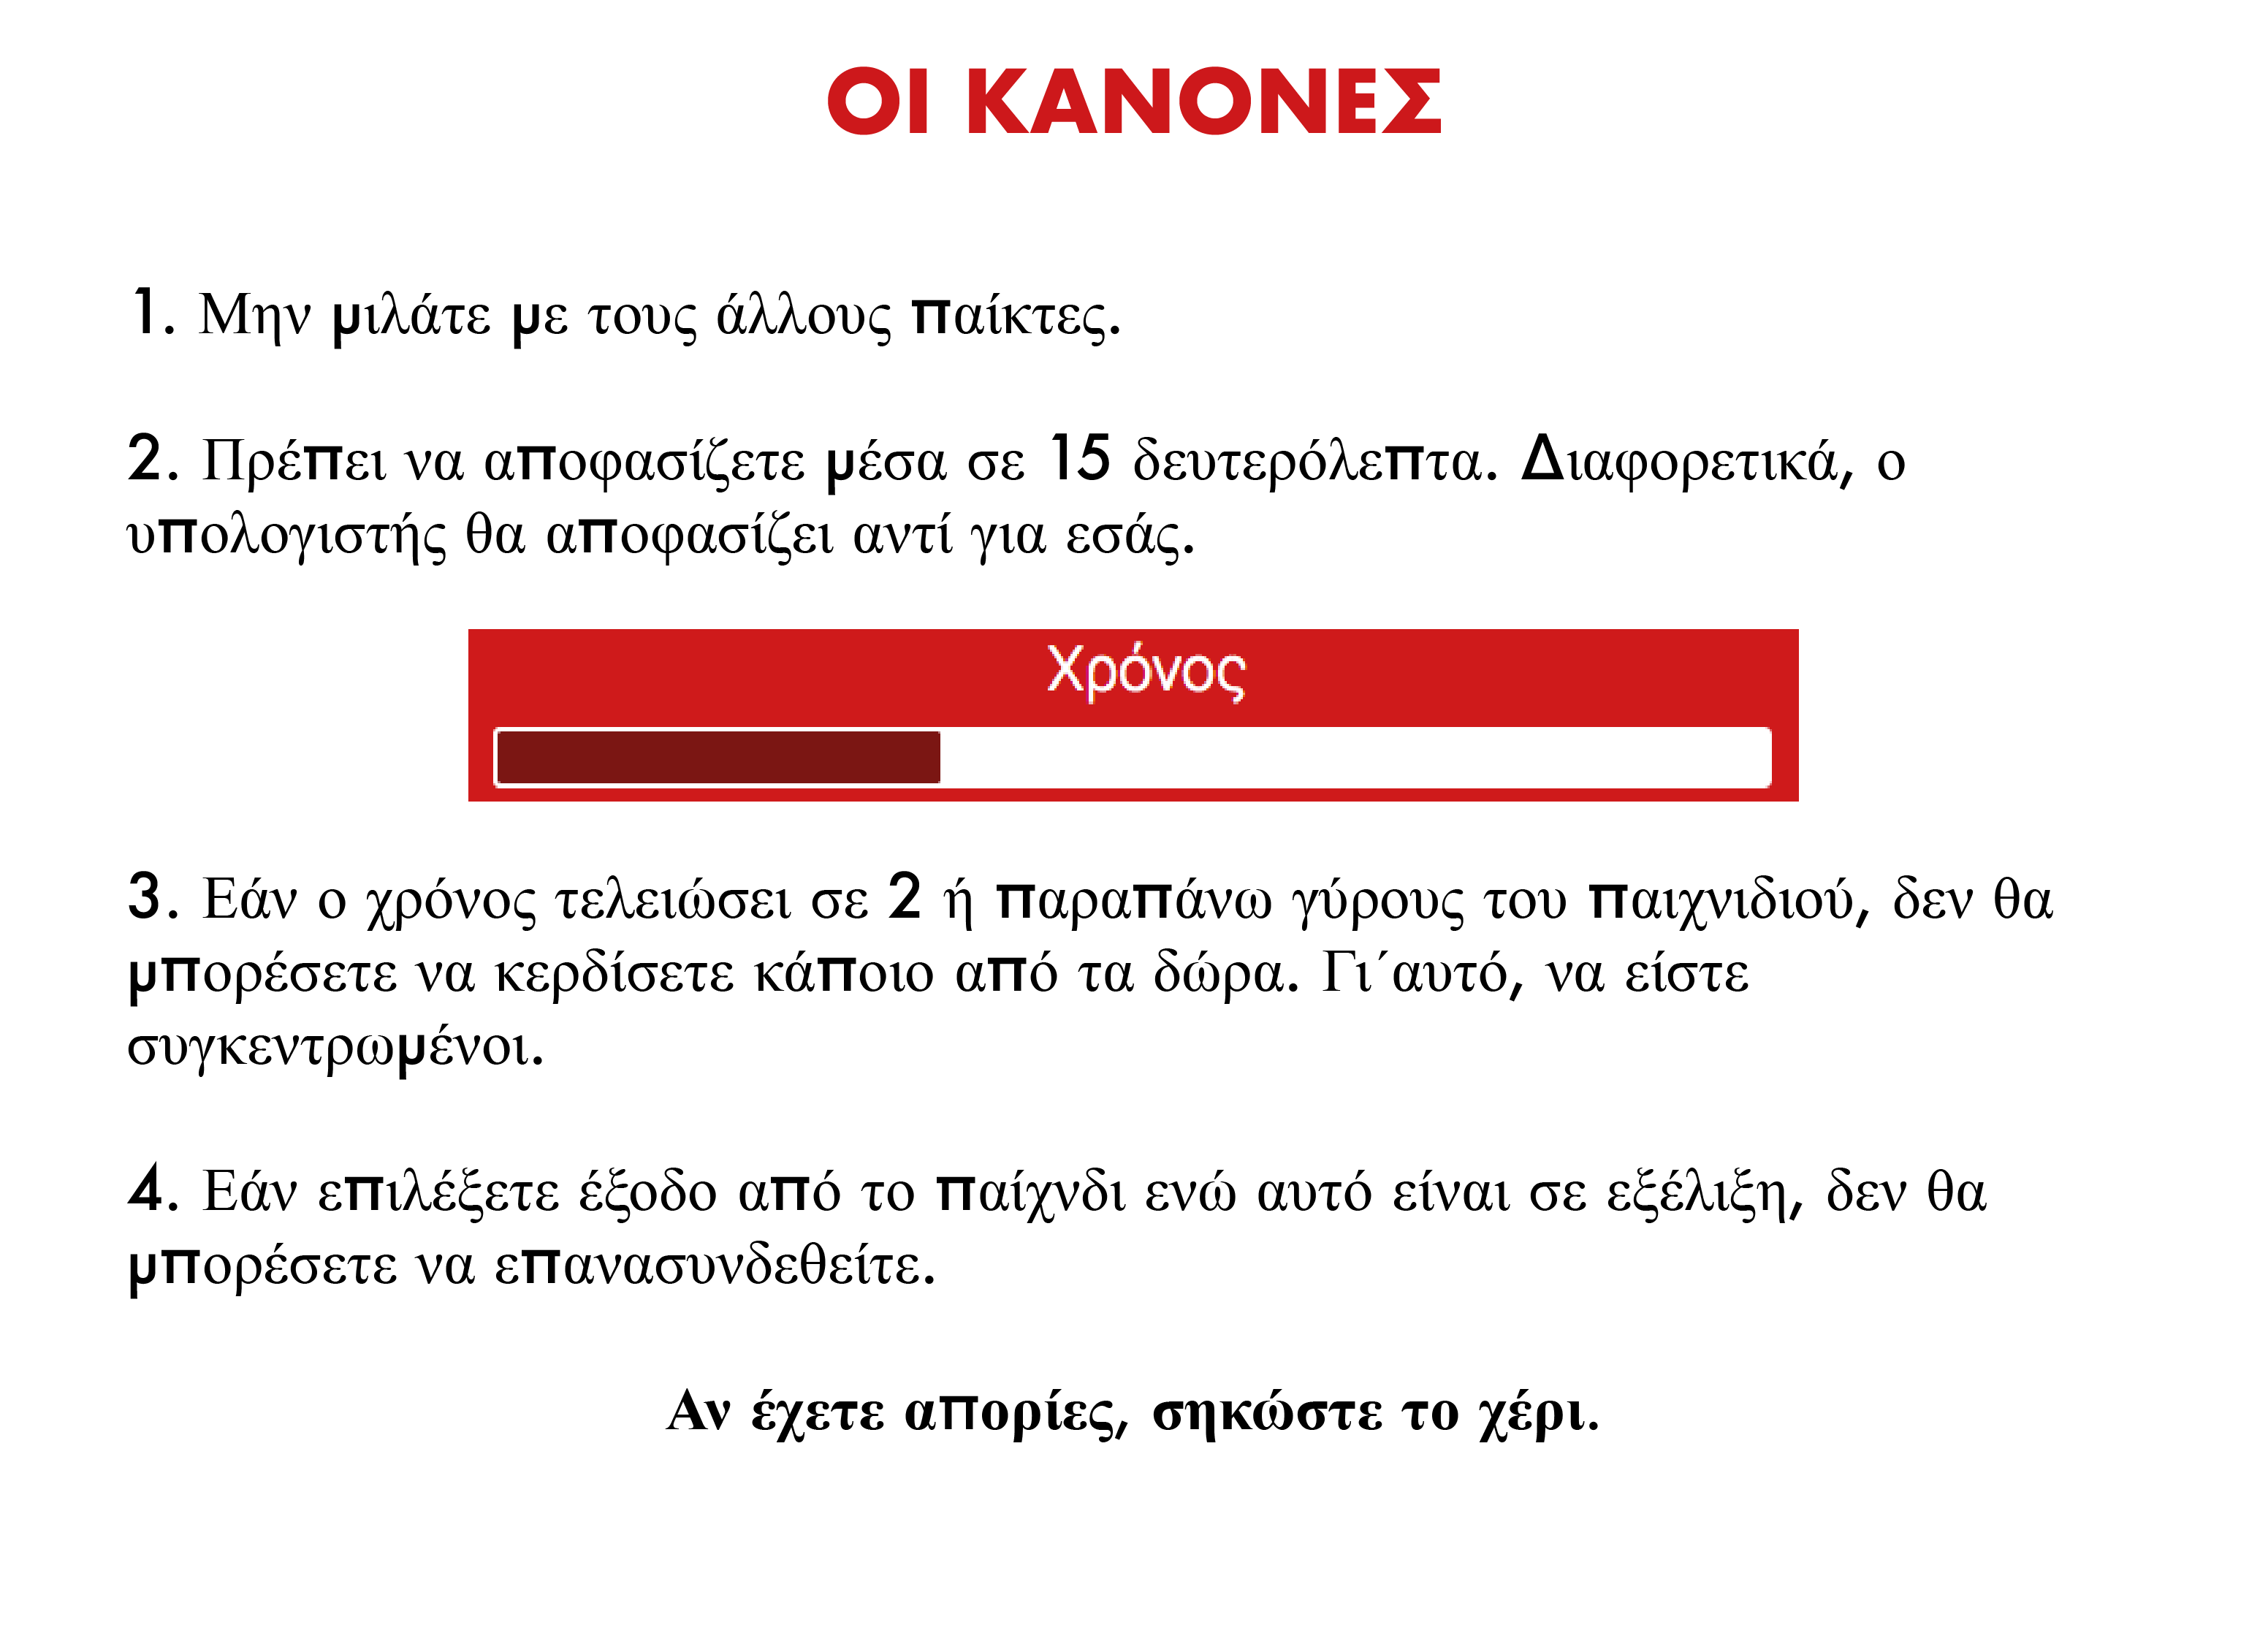 ΟΙ ΚΑΝΟΝΕΣ
1. Μην μιλάτε με τους άλλους παίκτες.
2. Πρέπει να αποφασίζετε μέσα σε 15 δευτερόλεπτα. Διαφορετικά, ο
υπολογιστής θα αποφασίζει αντί για εσάς.
Χρόνος
3. Εάν ο χρόνος τελειώσει σε 2 ή παραπάνω γύρους του παιχνιδιού, δεν θα
μπορέσετε να κερδίσετε κάποιο από τα δώρα. Γι΄αυτό, να είστε
συγκεντρωμένοι.
4. Εάν επιλέξετε έξοδο από το παίχνδι ενώ αυτό είναι σε εξέλιξη, δεν θα
μπορέσετε να επανασυνδεθείτε.
Αν έχετε απορίες, σηκώστε το χέρι.